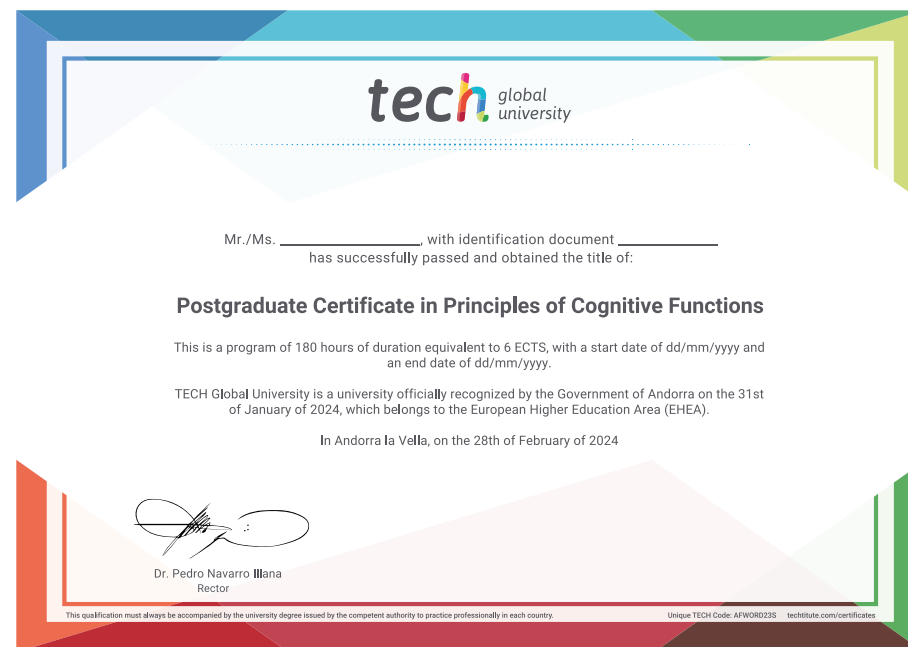 tech global university
Mr./Ms. ____________, with identification document ____________
has successfully passed and obtained the title of:
Postgraduate Certificate in Principles of Cognitive Functions
This is a program of 180 hours of duration equivalent to 6 ECTS, with a start date of dd/mm/yyyy and
an end date of dd/mm/yyyy.
TECH Global University is a university officially recognized by the Government of Andorra on the 31st
of January of 2024, which belongs to the European Higher Education Area (EHEA).
In Andorra la Vella, on the 28th of February of 2024
Dr. Pedro Navarro Illana
Rector
This qualification must always be accompanied by the university degree issued by the competent authority to practice professionally in each country. Unique TECH Code: AFWORD23S techtitute.com/certificates